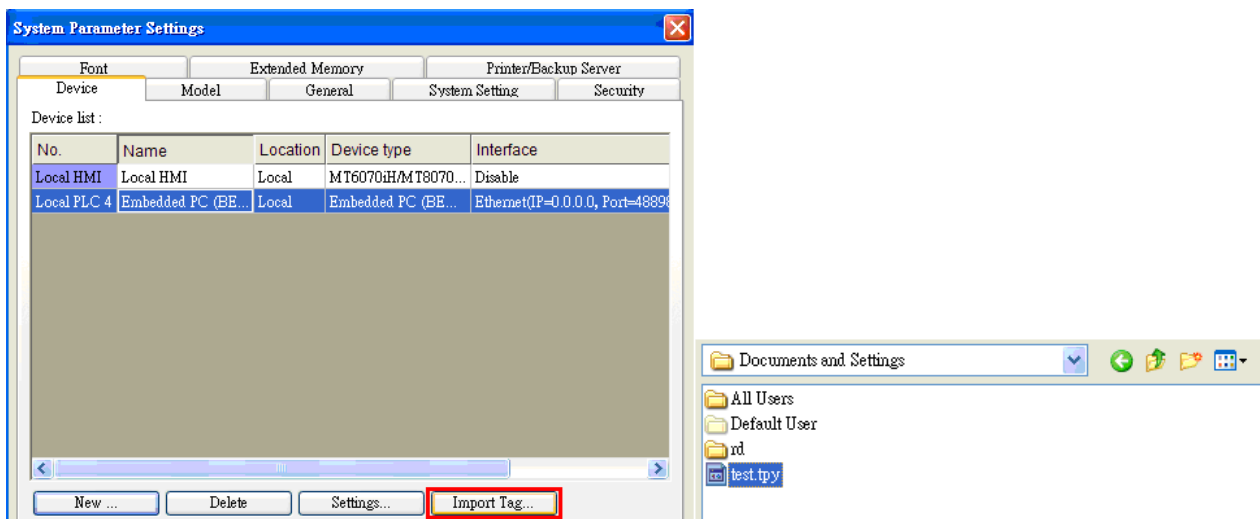 System Parameter Settings
Font Extended Memory Printer/Backup Server
Device Model General System Setting Security
Device list :
No. Name Location Device type Interface
Local HMI Local HMI Local MT6070iH/MT8070... Disable
Local PLC 4 Embedded PC (BE... Local Embedded PC (BE... Ethernet(IP=0.0.0.0, Port=48898
New ... Delete Settings... Import Tag...
Documents and Settings
All Users
Default User
rd
test.tpy